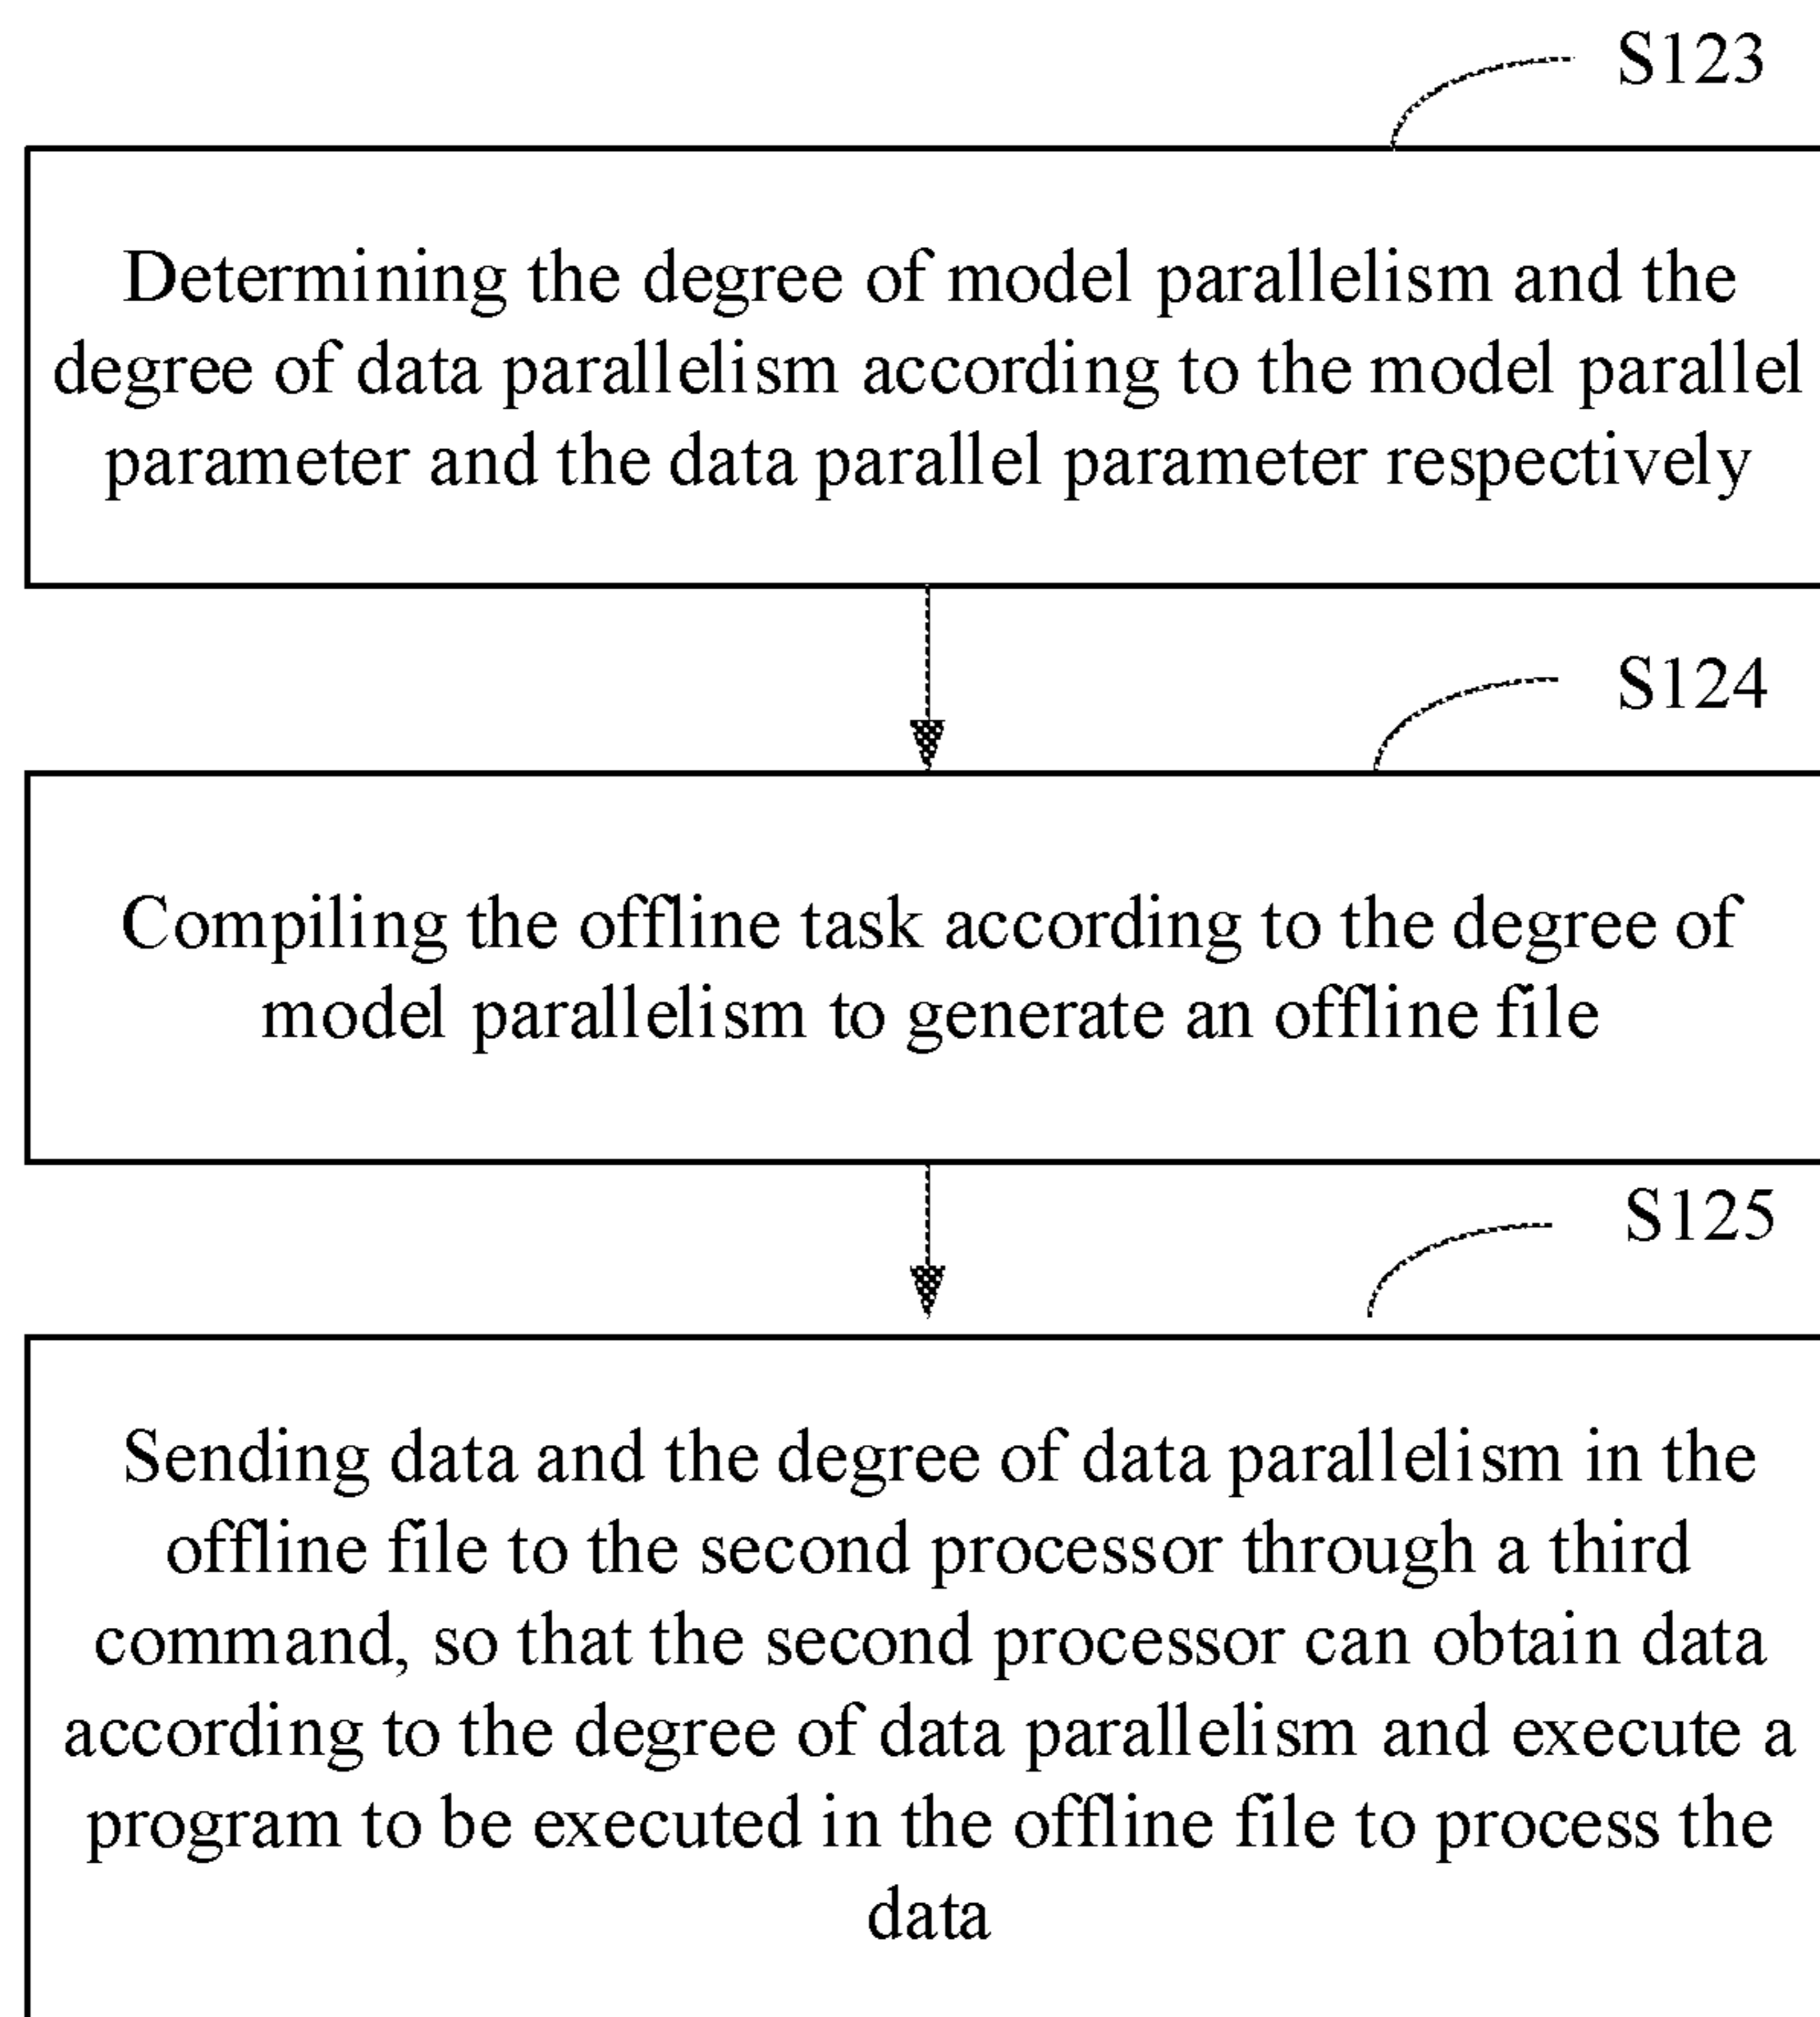 S123
Determining the degree of model parallelism and the
degree of data parallelism according to the model parallel
parameter and the data parallel parameter respectively
S124
Compiling the offline task according to the degree of
model parallelism to generate an offline file
S125
Sending data and the degree of data parallelism in the
offline file to the second processor through a third
command, so that the second processor can obtain data
according to the degree of data parallelism and execute a
program to be executed in the offline file to process the
data